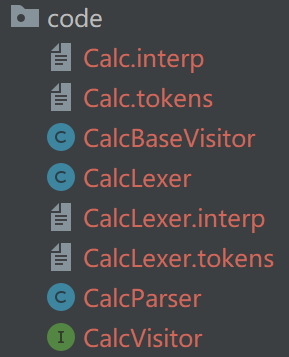 code
Calc.interp
Calc.tokens
C CalcBaseVisitor
C CalcLexer
CalcLexer.interp
CalcLexer.tokens
C CalcParser
I CalcVisitor